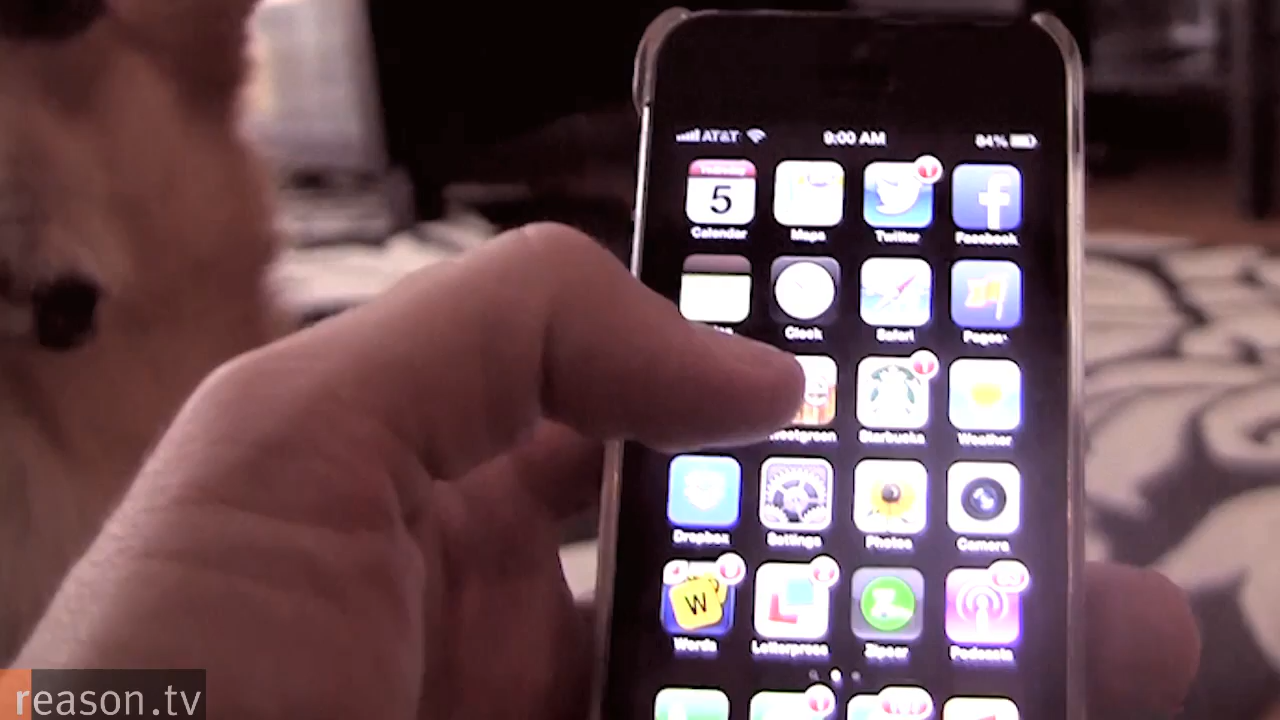 AT&T 9:00 AM 84%
5
Calendar Maps Twitter Facebook
Clock Safari Pages
Starbucks Weather
Dropbox Settings Photos Camera
W
Words Letterpress Zipcar Podcasts
reason.tv